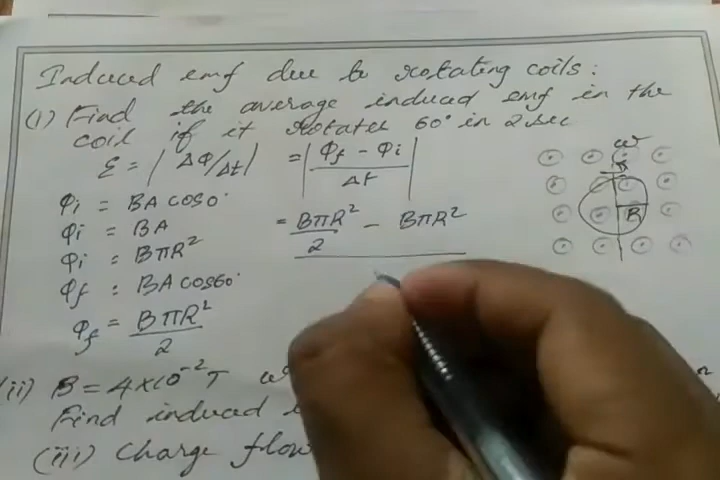 Induced emf due to rotating coils:
(i) Find the average induced emf in the
coil if it rotates 60° in 2 sec
ε = |ΔΦ/Δt| = |Φf - Φi / Δt|
Φi = BA cos0°
Φi = BA
Φi = BπR²
Φf = BA cos60°
Φf = BπR²/2
= BπR²/2 - BπR²
ω
R
(ii) B = 4×10⁻²T
Find induced
(iii) Charge flow